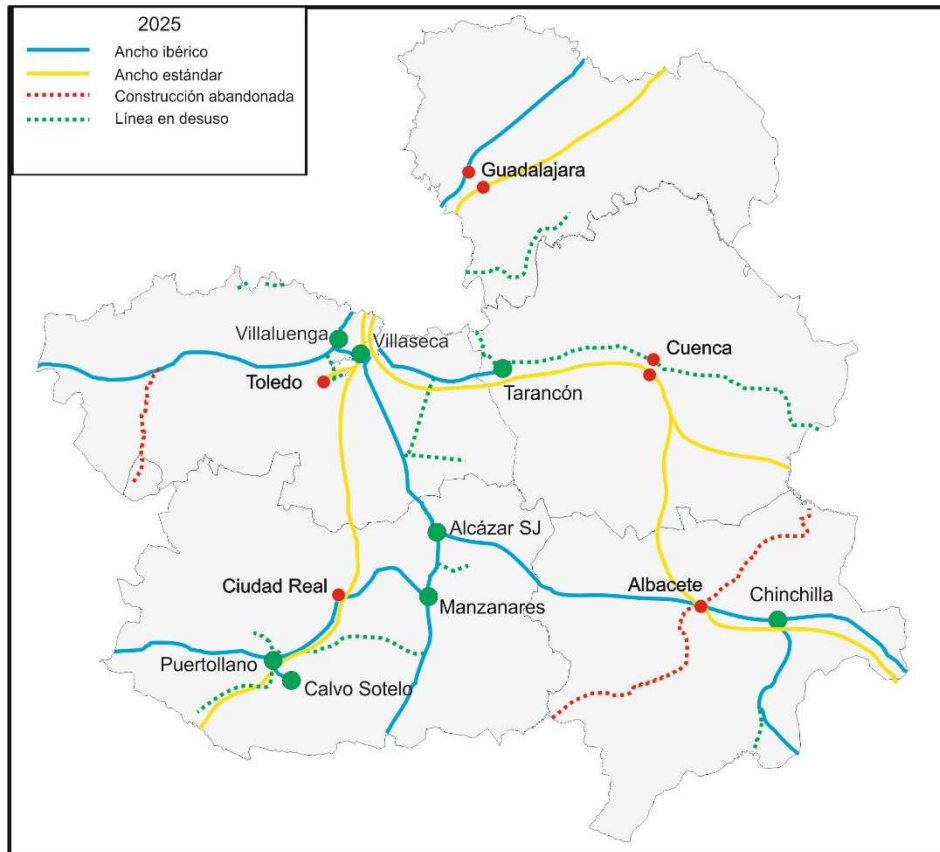 2025
Ancho ibérico
Ancho estándar
Construcción abandonada
Línea en desuso
Guadalajara
Villaluenga
Villaseca
Toledo
Cuenca
Tarancón
Alcázar SJ
Ciudad Real
Albacete
Chinchilla
Manzanares
Puertollano
Calvo Sotelo